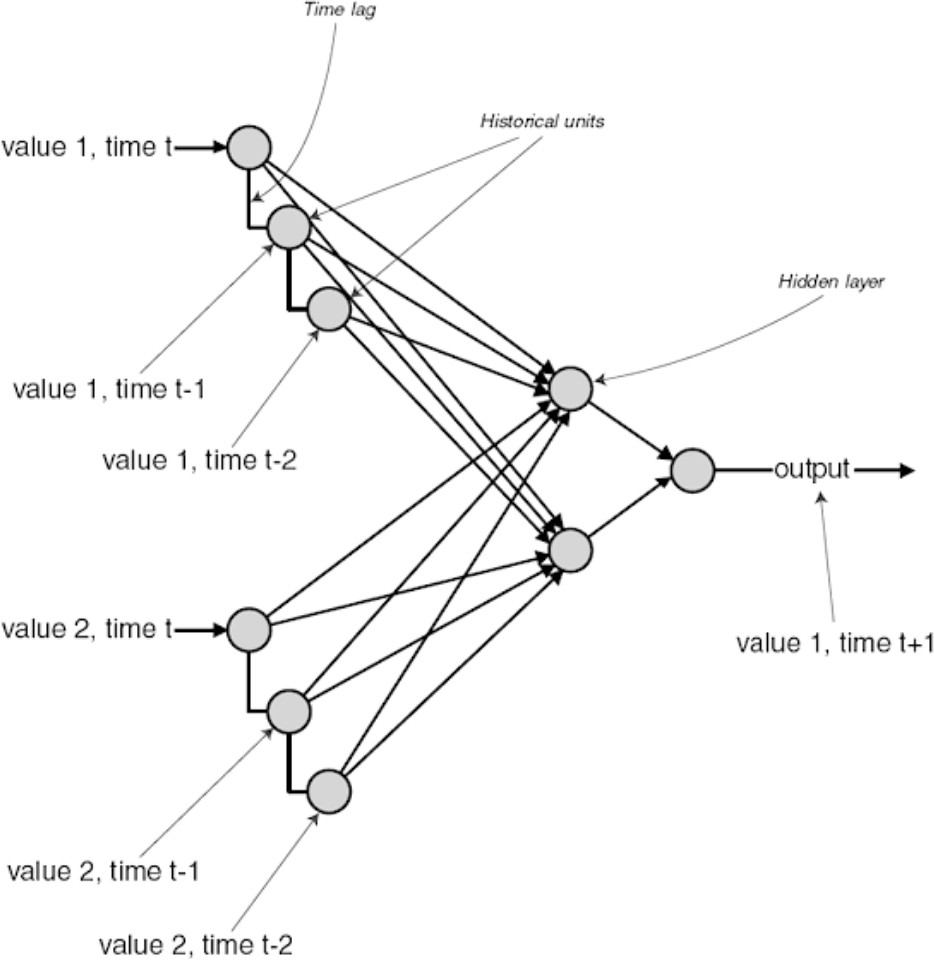 Time lag
Historical units
value 1, time t
Hidden layer
value 1, time t-1
value 1, time t-2
output
value 2, time t
value 1, time t+1
value 2, time t-1
value 2, time t-2